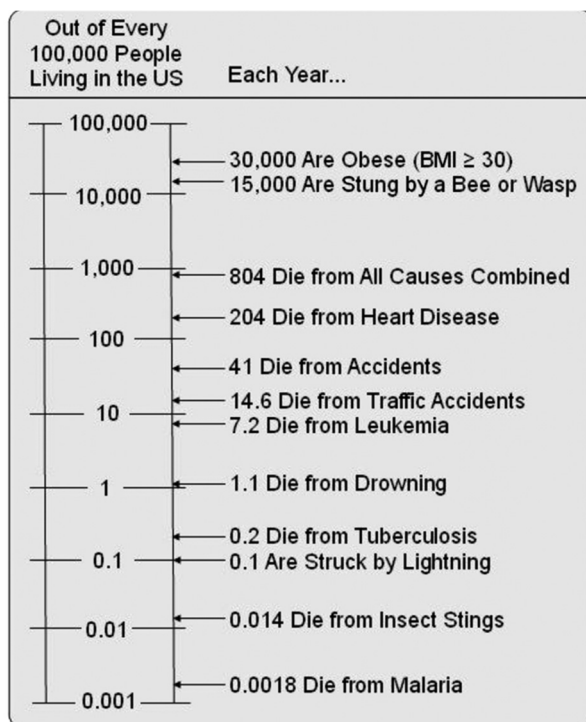 Out of Every
100,000 People
Living in the US
Each Year...
100,000
30,000 Are Obese (BMI ≥ 30)
15,000 Are Stung by a Bee or Wasp
10,000
1,000
804 Die from All Causes Combined
204 Die from Heart Disease
100
41 Die from Accidents
14.6 Die from Traffic Accidents
10
7.2 Die from Leukemia
1
1.1 Die from Drowning
0.2 Die from Tuberculosis
0.1
0.1 Are Struck by Lightning
0.014 Die from Insect Stings
0.01
0.0018 Die from Malaria
0.001